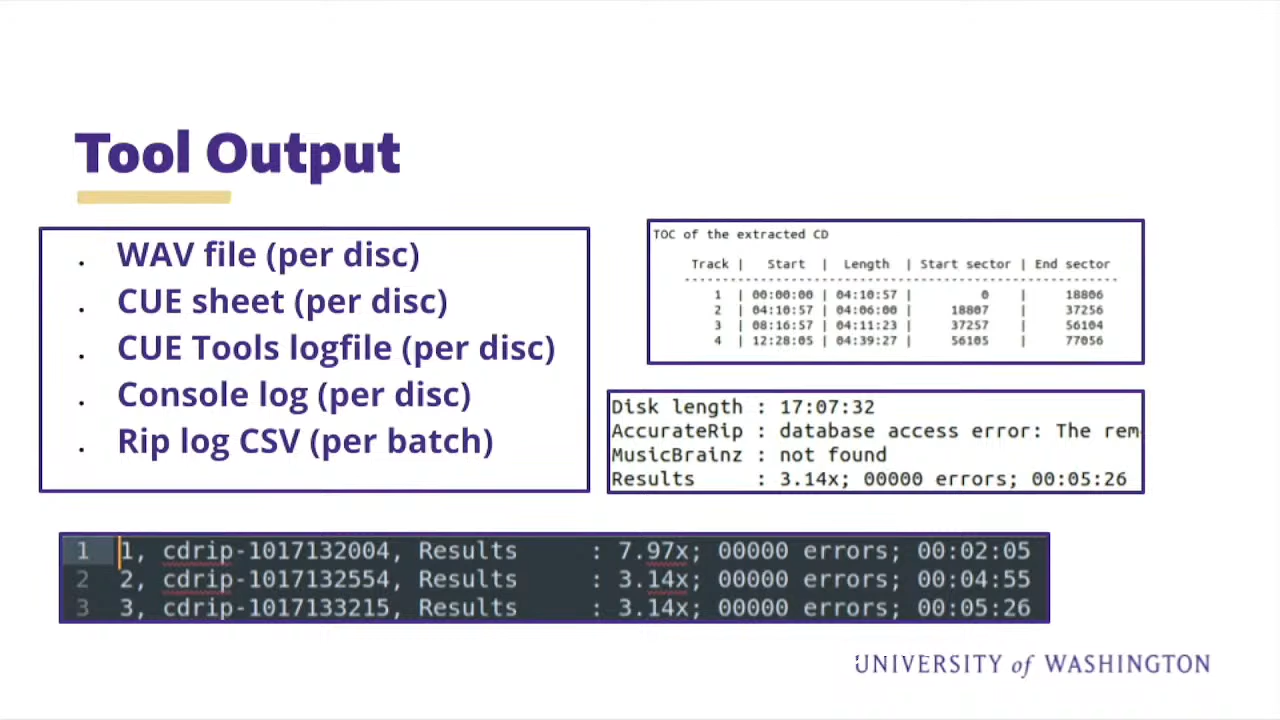 Tool Output
. WAV file (per disc)
. CUE sheet (per disc)
. CUE Tools logfile (per disc)
. Console log (per disc)
. Rip log CSV (per batch)
TOC of the extracted CD
Track | Start | Length | Start sector | End sector
1 | 00:00:00 | 04:10:57 | 0 | 18806
2 | 04:10:57 | 04:06:00 | 18807 | 37256
3 | 08:16:57 | 04:11:23 | 37257 | 56104
4 | 12:28:05 | 04:39:27 | 56105 | 77056
Disk length : 17:07:32
AccurateRip : database access error: The rem
MusicBrainz : not found
Results : 3.14x; 00000 errors; 00:05:26
1 1, cdrip-1017132004, Results : 7.97x; 00000 errors; 00:02:05
2 2, cdrip-1017132554, Results : 3.14x; 00000 errors; 00:04:55
3 3, cdrip-1017133215, Results : 3.14x; 00000 errors; 00:05:26
UNIVERSITY of WASHINGTON